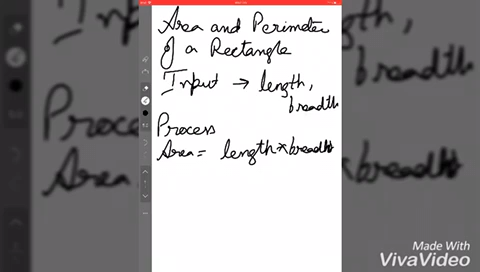 Area and Perimeter
of a Rectangle
Input → length,
breadth
Process
Area = length × breadth
Made With
VivaVideo